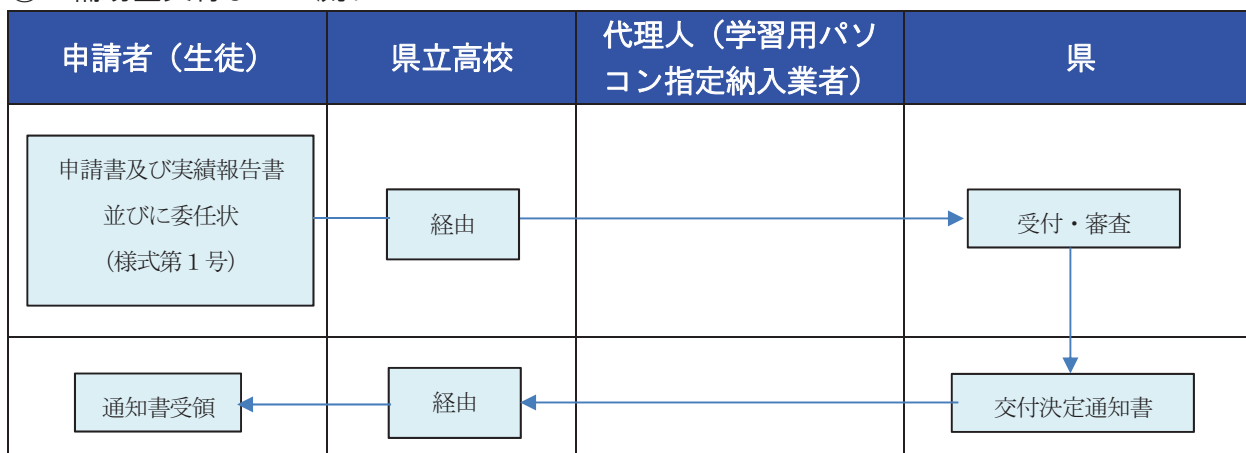 申請者（生徒）
県立高校
代理人（学習用パソ
コン指定納入業者）
県
申請書及び実績報告書
並びに委任状
（様式第１号）
経由
受付・審査
通知書受領
経由
交付決定通知書